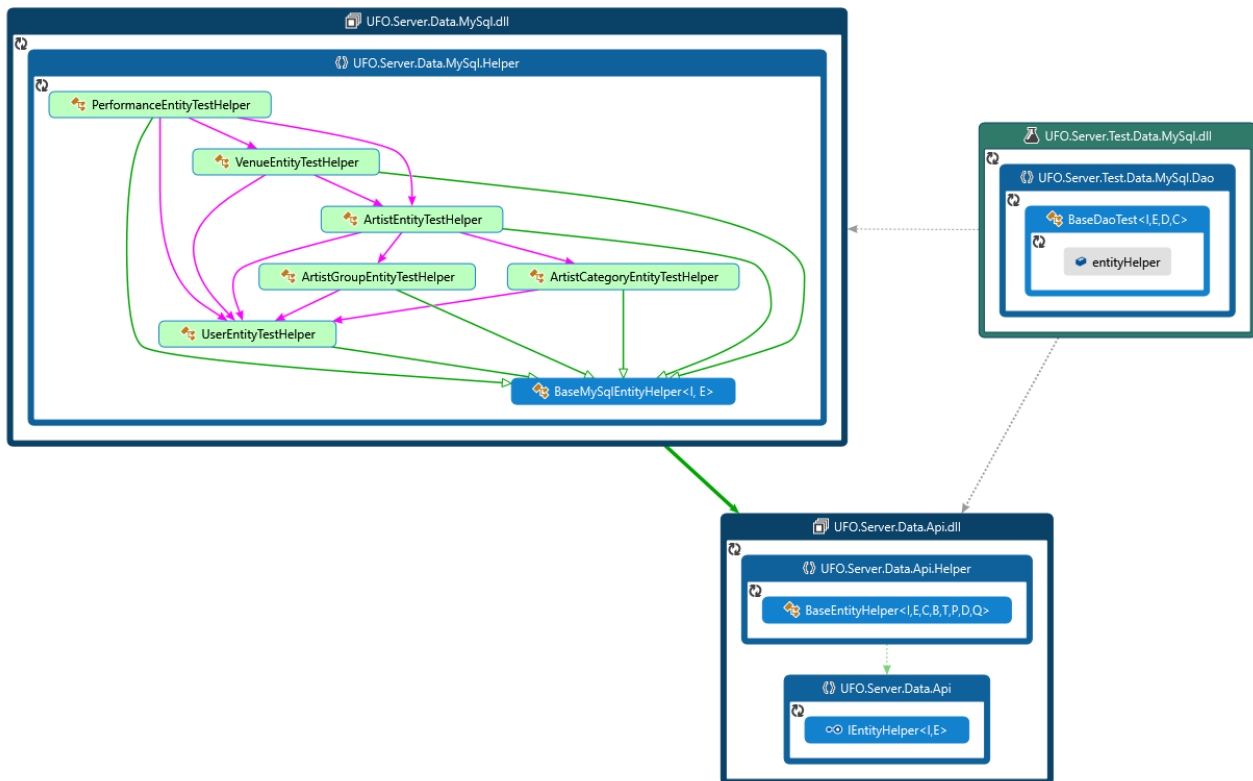 UFO.Server.Data.MySql.dll
UFO.Server.Data.MySql.Helper
PerformanceEntityTestHelper
VenueEntityTestHelper
ArtistEntityTestHelper
ArtistGroupEntityTestHelper
ArtistCategoryEntityTestHelper
UserEntityTestHelper
BaseMySqlEntityHelper<I, E>
UFO.Server.Test.Data.MySql.dll
UFO.Server.Test.Data.MySql.Dao
BaseDaoTest<I,E,D,C>
entityHelper
UFO.Server.Data.Api.dll
UFO.Server.Data.Api.Helper
BaseEntityHelper<I,E,C,B,T,P,D,Q>
UFO.Server.Data.Api
IEntityHelper<I,E>